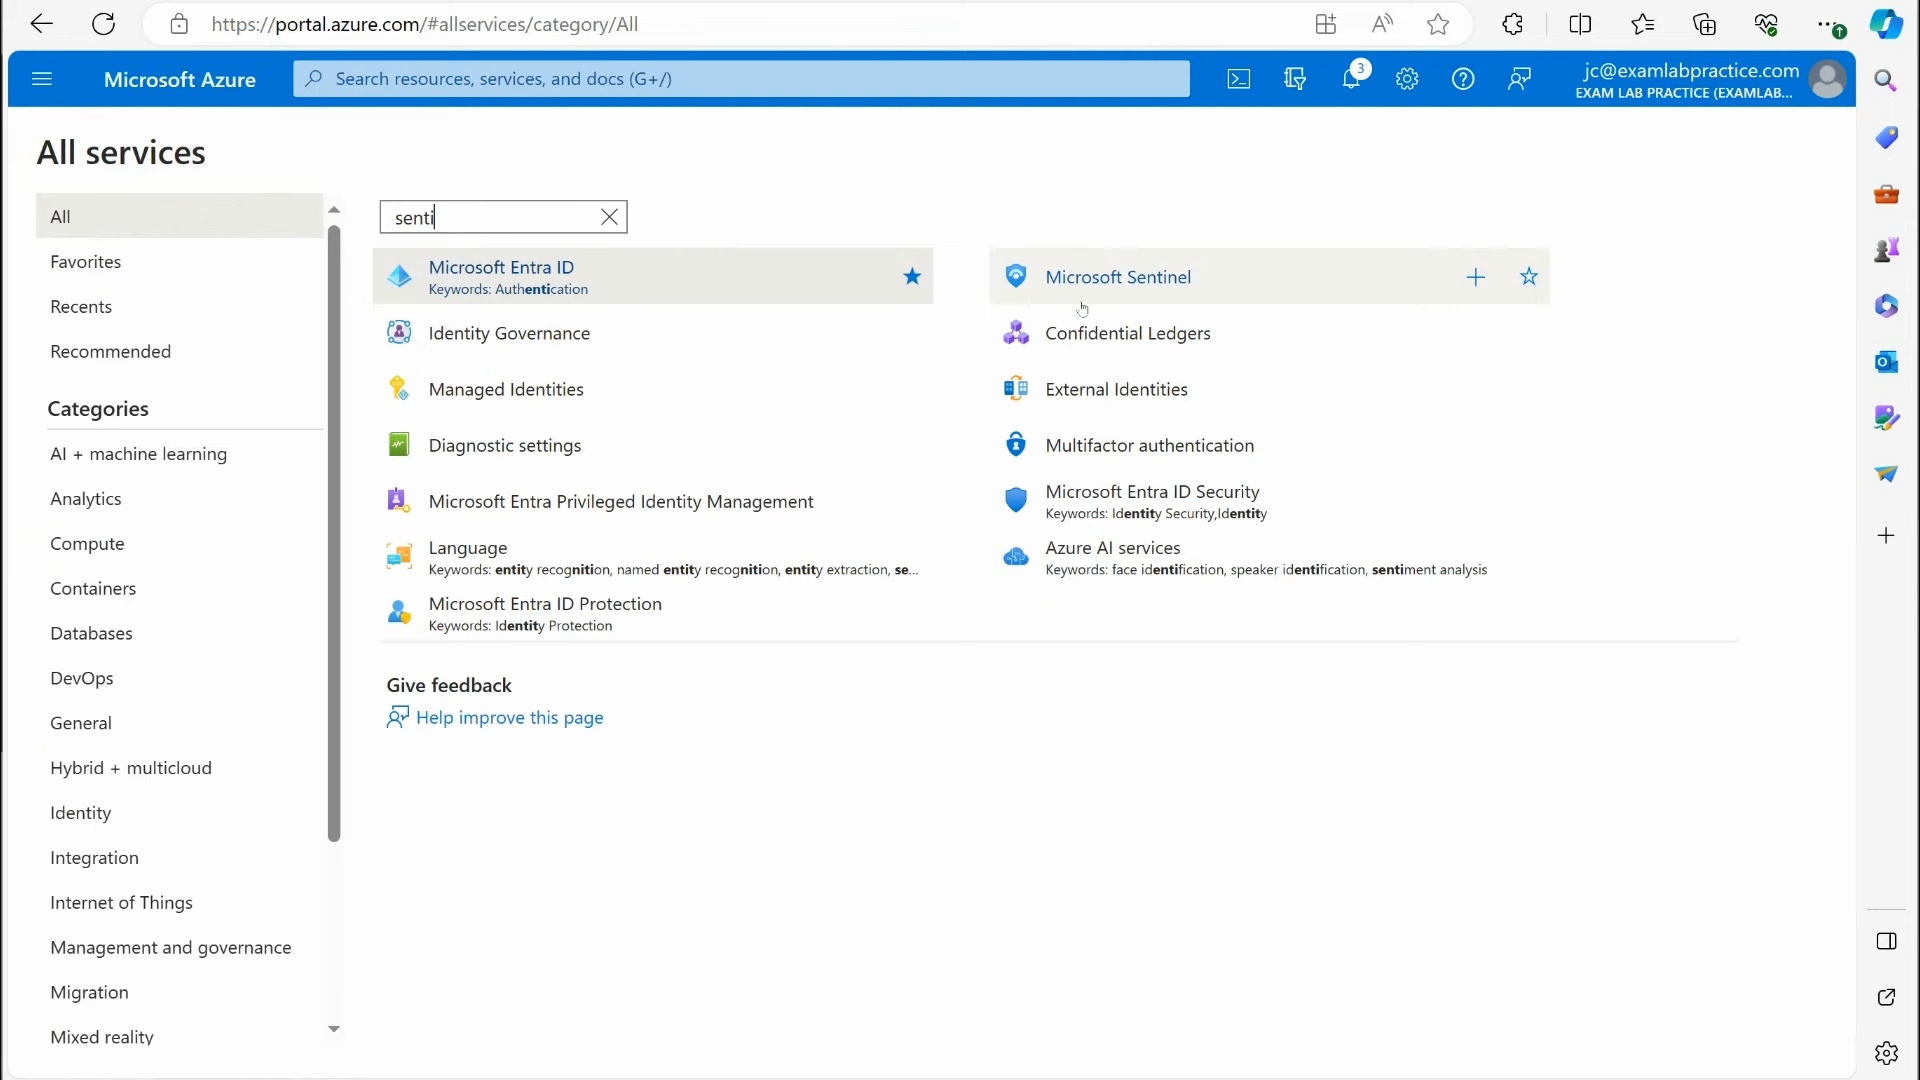 https://portal.azure.com/#allservices/category/All
Microsoft Azure
Search resources, services, and docs (G+/)
3
jc@examlabpractice.com
EXAM LAB PRACTICE (EXAMLAB...
All services
All
Favorites
Recents
Recommended
Categories
AI + machine learning
Analytics
Compute
Containers
Databases
DevOps
General
Hybrid + multicloud
Identity
Integration
Internet of Things
Management and governance
Migration
Mixed reality
senti
Microsoft Entra ID
Keywords: Authentication
Microsoft Sentinel
Identity Governance
Confidential Ledgers
Managed Identities
External Identities
Diagnostic settings
Multifactor authentication
Microsoft Entra Privileged Identity Management
Microsoft Entra ID Security
Keywords: Identity Security,Identity
Language
Keywords: entity recognition, named entity recognition, entity extraction, se...
Azure AI services
Keywords: face identification, speaker identification, sentiment analysis
Microsoft Entra ID Protection
Keywords: Identity Protection
Give feedback
Help improve this page